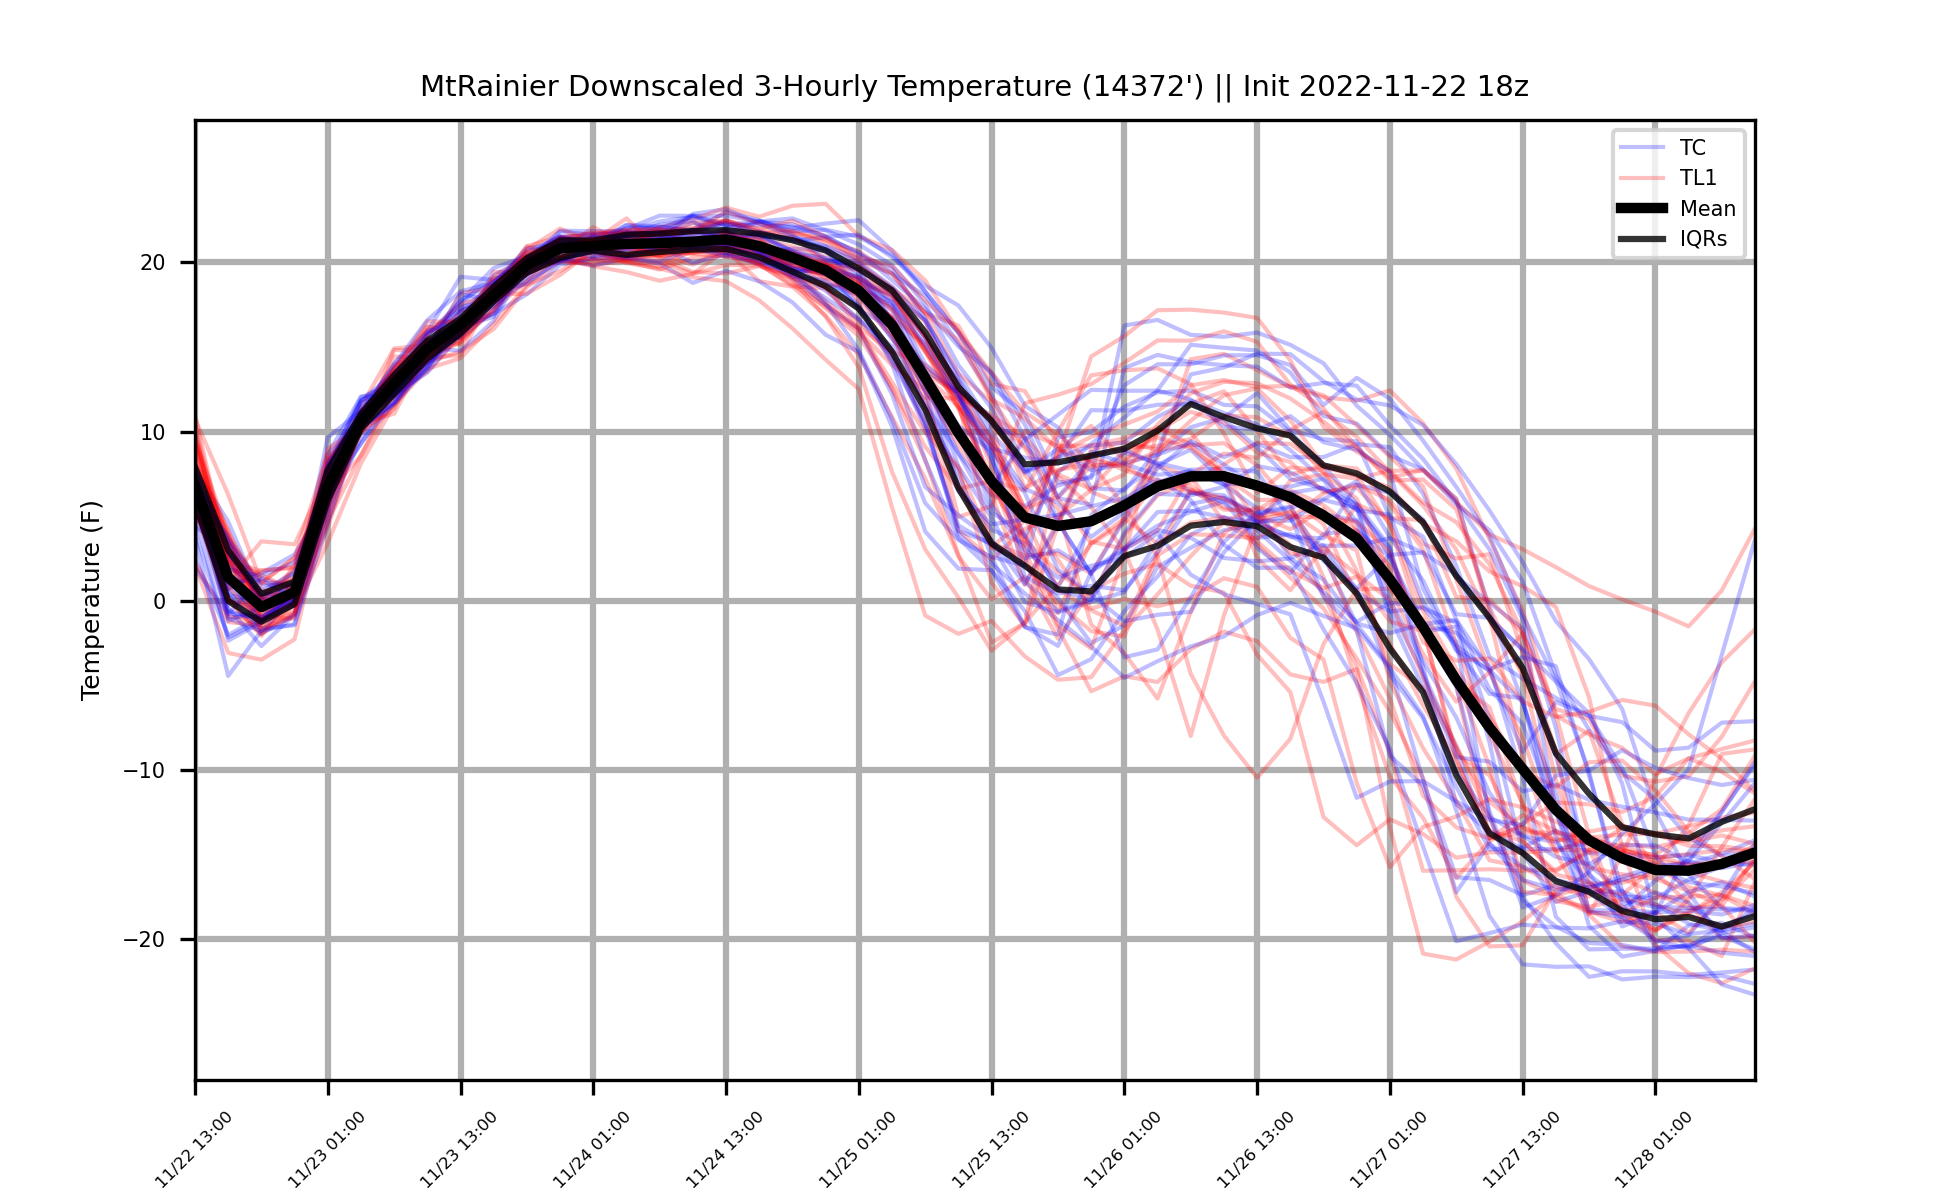 MtRainier Downscaled 3-Hourly Temperature (14372') || Init 2022-11-22 18z
TC
TL1
Mean
IQRs
Temperature (F)
20
10
0
−10
−20
11/22 13:00
11/23 01:00
11/23 13:00
11/24 01:00
11/24 13:00
11/25 01:00
11/25 13:00
11/26 01:00
11/26 13:00
11/27 01:00
11/27 13:00
11/28 01:00